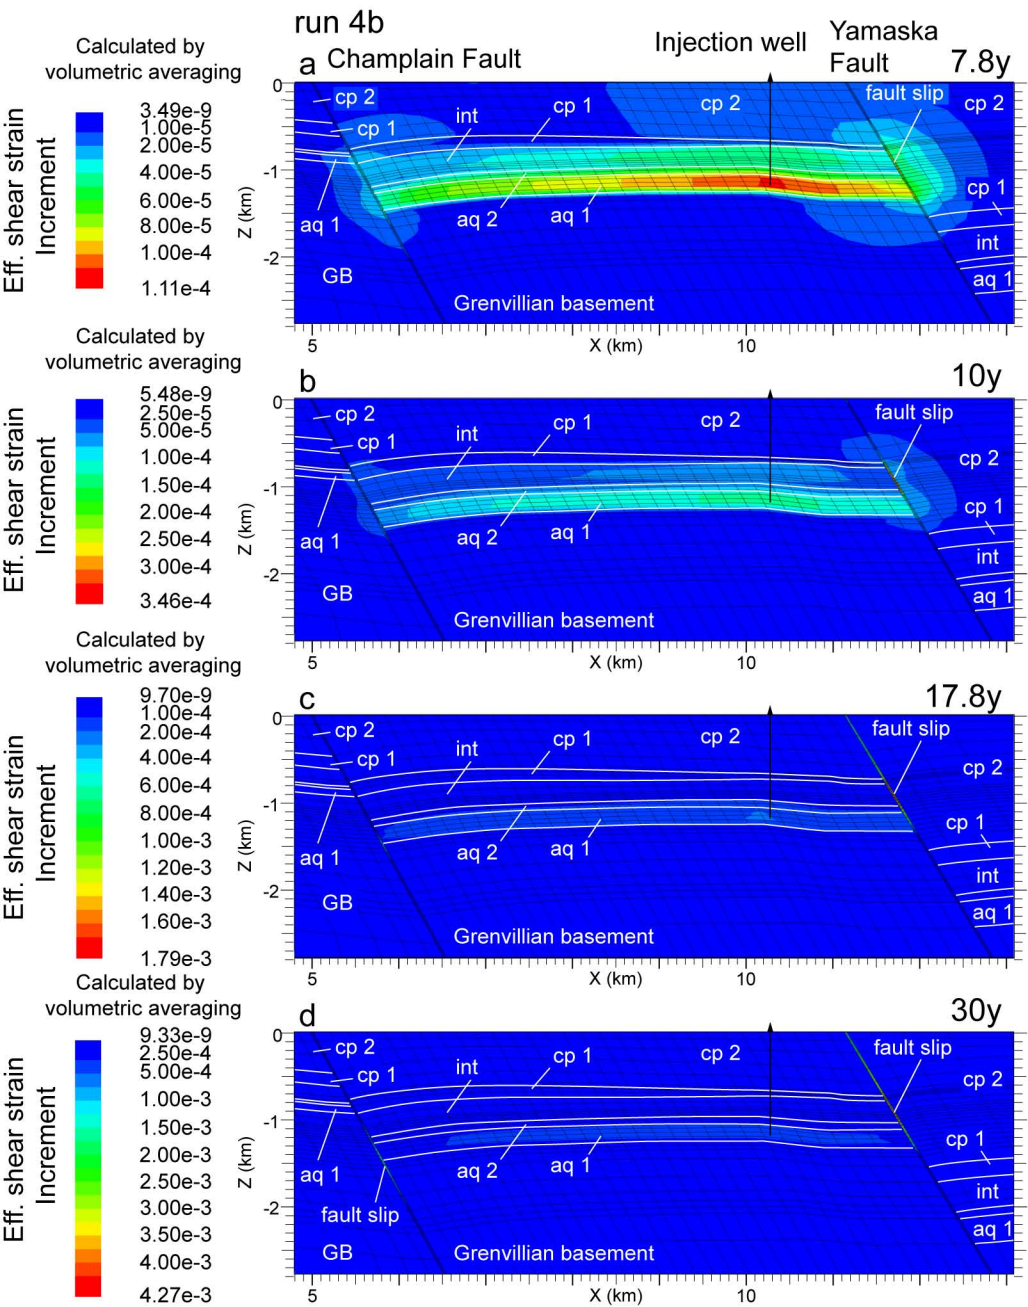 run 4b
Calculated by
volumetric averaging
Eff. shear strain
Increment
3.49e-9
1.00e-5
2.00e-5
4.00e-5
6.00e-5
8.00e-5
1.00e-4
1.11e-4
a Champlain Fault
Injection well
Yamaska
Fault
7.8y
0
-1
-2
Z (km)
cp 2
cp 1
int
cp 1
cp 2
fault slip
cp 2
aq 1
aq 2
aq 1
cp 1
int
aq 1
GB
Grenvillian basement
5
X (km)
10
Calculated by
volumetric averaging
Eff. shear strain
Increment
5.48e-9
2.50e-5
5.00e-5
1.00e-4
1.50e-4
2.00e-4
2.50e-4
3.00e-4
3.46e-4
b
10y
0
-1
-2
Z (km)
cp 2
cp 1
int
cp 1
cp 2
fault slip
cp 2
aq 1
aq 2
aq 1
cp 1
int
aq 1
GB
Grenvillian basement
5
X (km)
10
Calculated by
volumetric averaging
Eff. shear strain
Increment
9.70e-9
1.00e-4
2.00e-4
4.00e-4
6.00e-4
8.00e-4
1.00e-3
1.20e-3
1.40e-3
1.60e-3
1.79e-3
c
17.8y
0
-1
-2
Z (km)
cp 2
cp 1
int
cp 1
cp 2
fault slip
cp 2
aq 1
aq 2
aq 1
cp 1
int
aq 1
GB
Grenvillian basement
5
X (km)
10
Calculated by
volumetric averaging
Eff. shear strain
Increment
9.33e-9
2.50e-4
5.00e-4
1.00e-3
1.50e-3
2.00e-3
2.50e-3
3.00e-3
3.50e-3
4.00e-3
4.27e-3
d
30y
0
-1
-2
Z (km)
cp 2
cp 1
int
cp 1
cp 2
fault slip
cp 2
aq 1
aq 2
aq 1
cp 1
int
aq 1
fault slip
GB
Grenvillian basement
5
X (km)
10